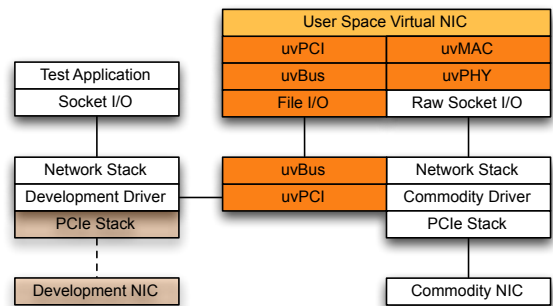 User Space Virtual NIC
uvPCI uvMAC
Test Application uvBus uvPHY
Socket I/O File I/O Raw Socket I/O
Network Stack uvBus Network Stack
Development Driver uvPCI Commodity Driver
PCIe Stack PCIe Stack
Development NIC Commodity NIC